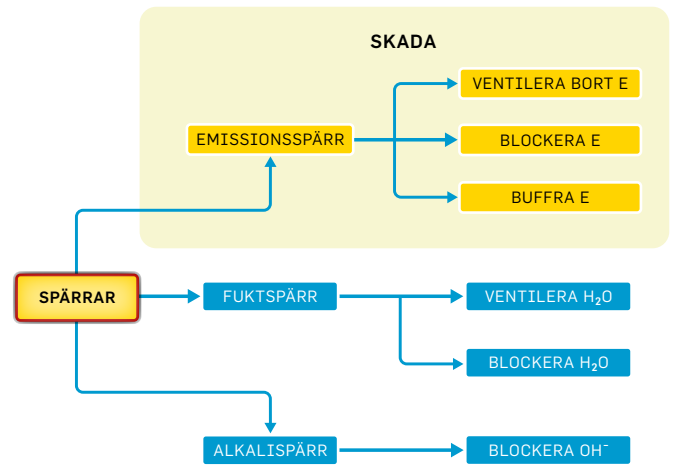 SKADA
VENTILERA BORT E
EMISSIONSSPÄRR
BLOCKERA E
BUFFRA E
SPÄRRAR
FUKTSPÄRR
VENTILERA H₂O
BLOCKERA H₂O
ALKALISPÄRR
BLOCKERA OH⁻